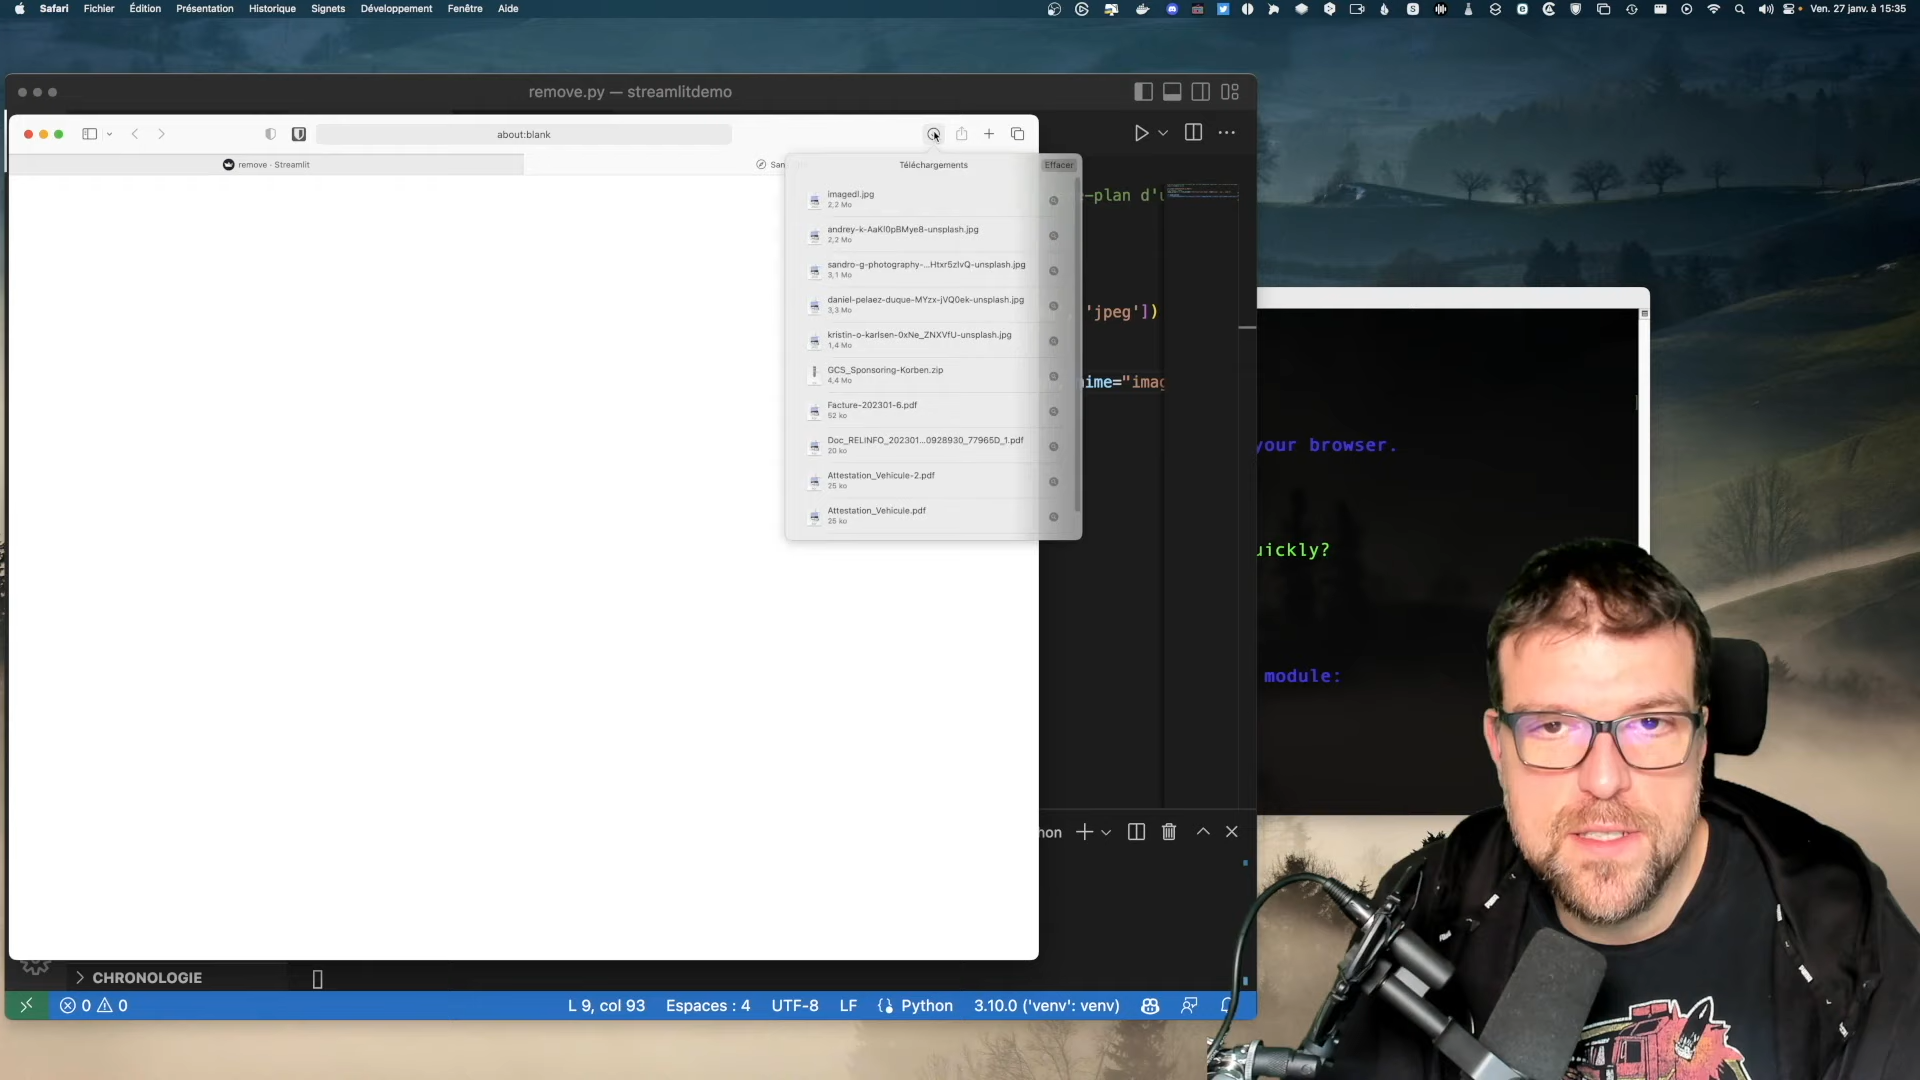 Safari Fichier Édition Présentation Historique Signets Développement Fenêtre Aide
Ven. 27 janv. à 15:35
remove.py — streamlitdemo
about:blank
remove · Streamlit
San
Téléchargements
Effacer
imagedl.jpg
2,2 Mo
andrey-k-AaKl0pBMye8-unsplash.jpg
2,2 Mo
sandro-g-photography-...Htxr5zlvQ-unsplash.jpg
3,1 Mo
daniel-pelaez-duque-MYzx-jVQ0ek-unsplash.jpg
3,3 Mo
kristin-o-karlsen-0xNe_ZNXVfU-unsplash.jpg
1,4 Mo
GCS_Sponsoring-Korben.zip
4,4 Mo
Facture-202301-6.pdf
52 ko
Doc_RELINFO_202301...0928930_77965D_1.pdf
20 ko
Attestation_Vehicule-2.pdf
25 ko
Attestation_Vehicule.pdf
25 ko
-plan d'u
'jpeg'])
ime="imag
your browser.
uickly?
module:
hon
CHRONOLOGIE
0 0
L 9, col 93 Espaces : 4 UTF-8 LF Python 3.10.0 ('venv': venv)